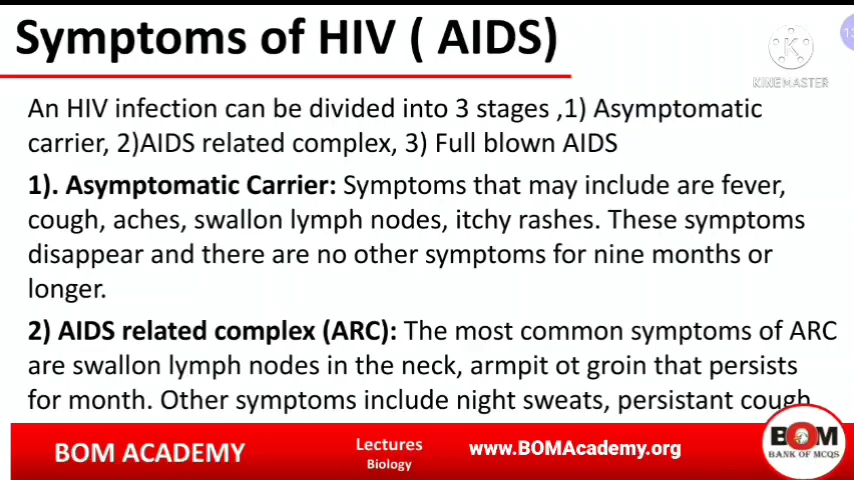 Symptoms of HIV ( AIDS)
13
K
KINEMASTER
An HIV infection can be divided into 3 stages ,1) Asymptomatic
carrier, 2)AIDS related complex, 3) Full blown AIDS
1). Asymptomatic Carrier: Symptoms that may include are fever,
cough, aches, swallon lymph nodes, itchy rashes. These symptoms
disappear and there are no other symptoms for nine months or
longer.
2) AIDS related complex (ARC): The most common symptoms of ARC
are swallon lymph nodes in the neck, armpit ot groin that persists
for month. Other symptoms include night sweats, persistant cough
BOM ACADEMY
Lectures
Biology
www.BOMAcademy.org
BOM
BANK OF MCQS